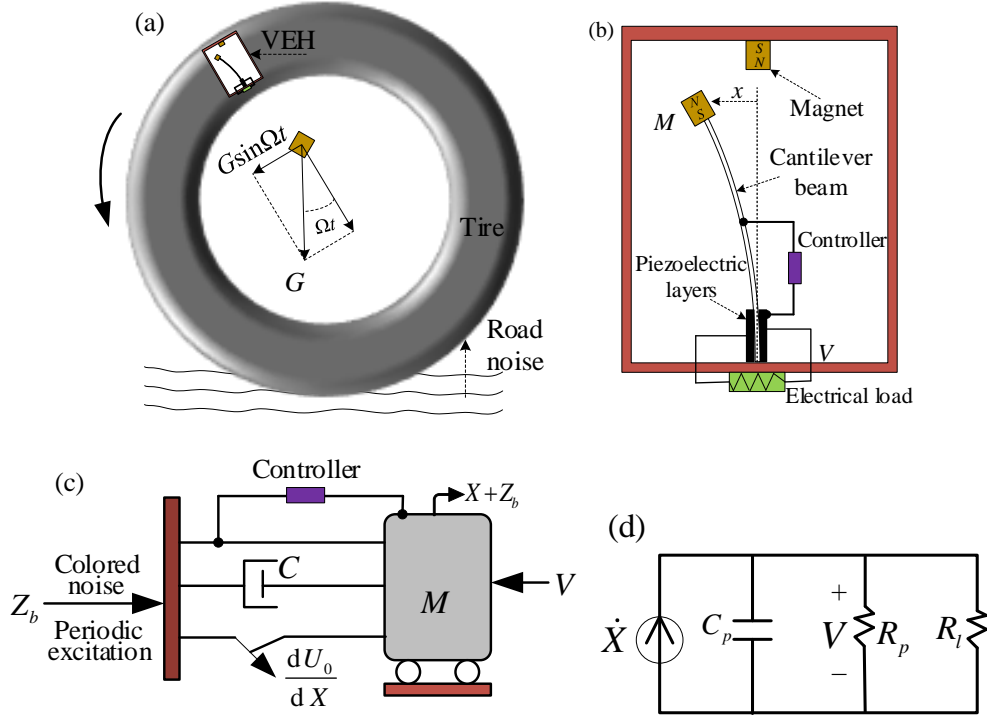 (a)
VEH
GsinΩt
Ωt
G
Tire
Road
noise
(b)
S
N
Magnet
x
M
N
S
Cantilever
beam
Controller
Piezoelectric
layers
V
Electrical load
(c)
Controller
X+Z_b
Colored
noise
Z_b
Periodic
excitation
C
M
V
dU_0
dX
(d)
Ẋ
C_p
+
V
−
R_p
R_l